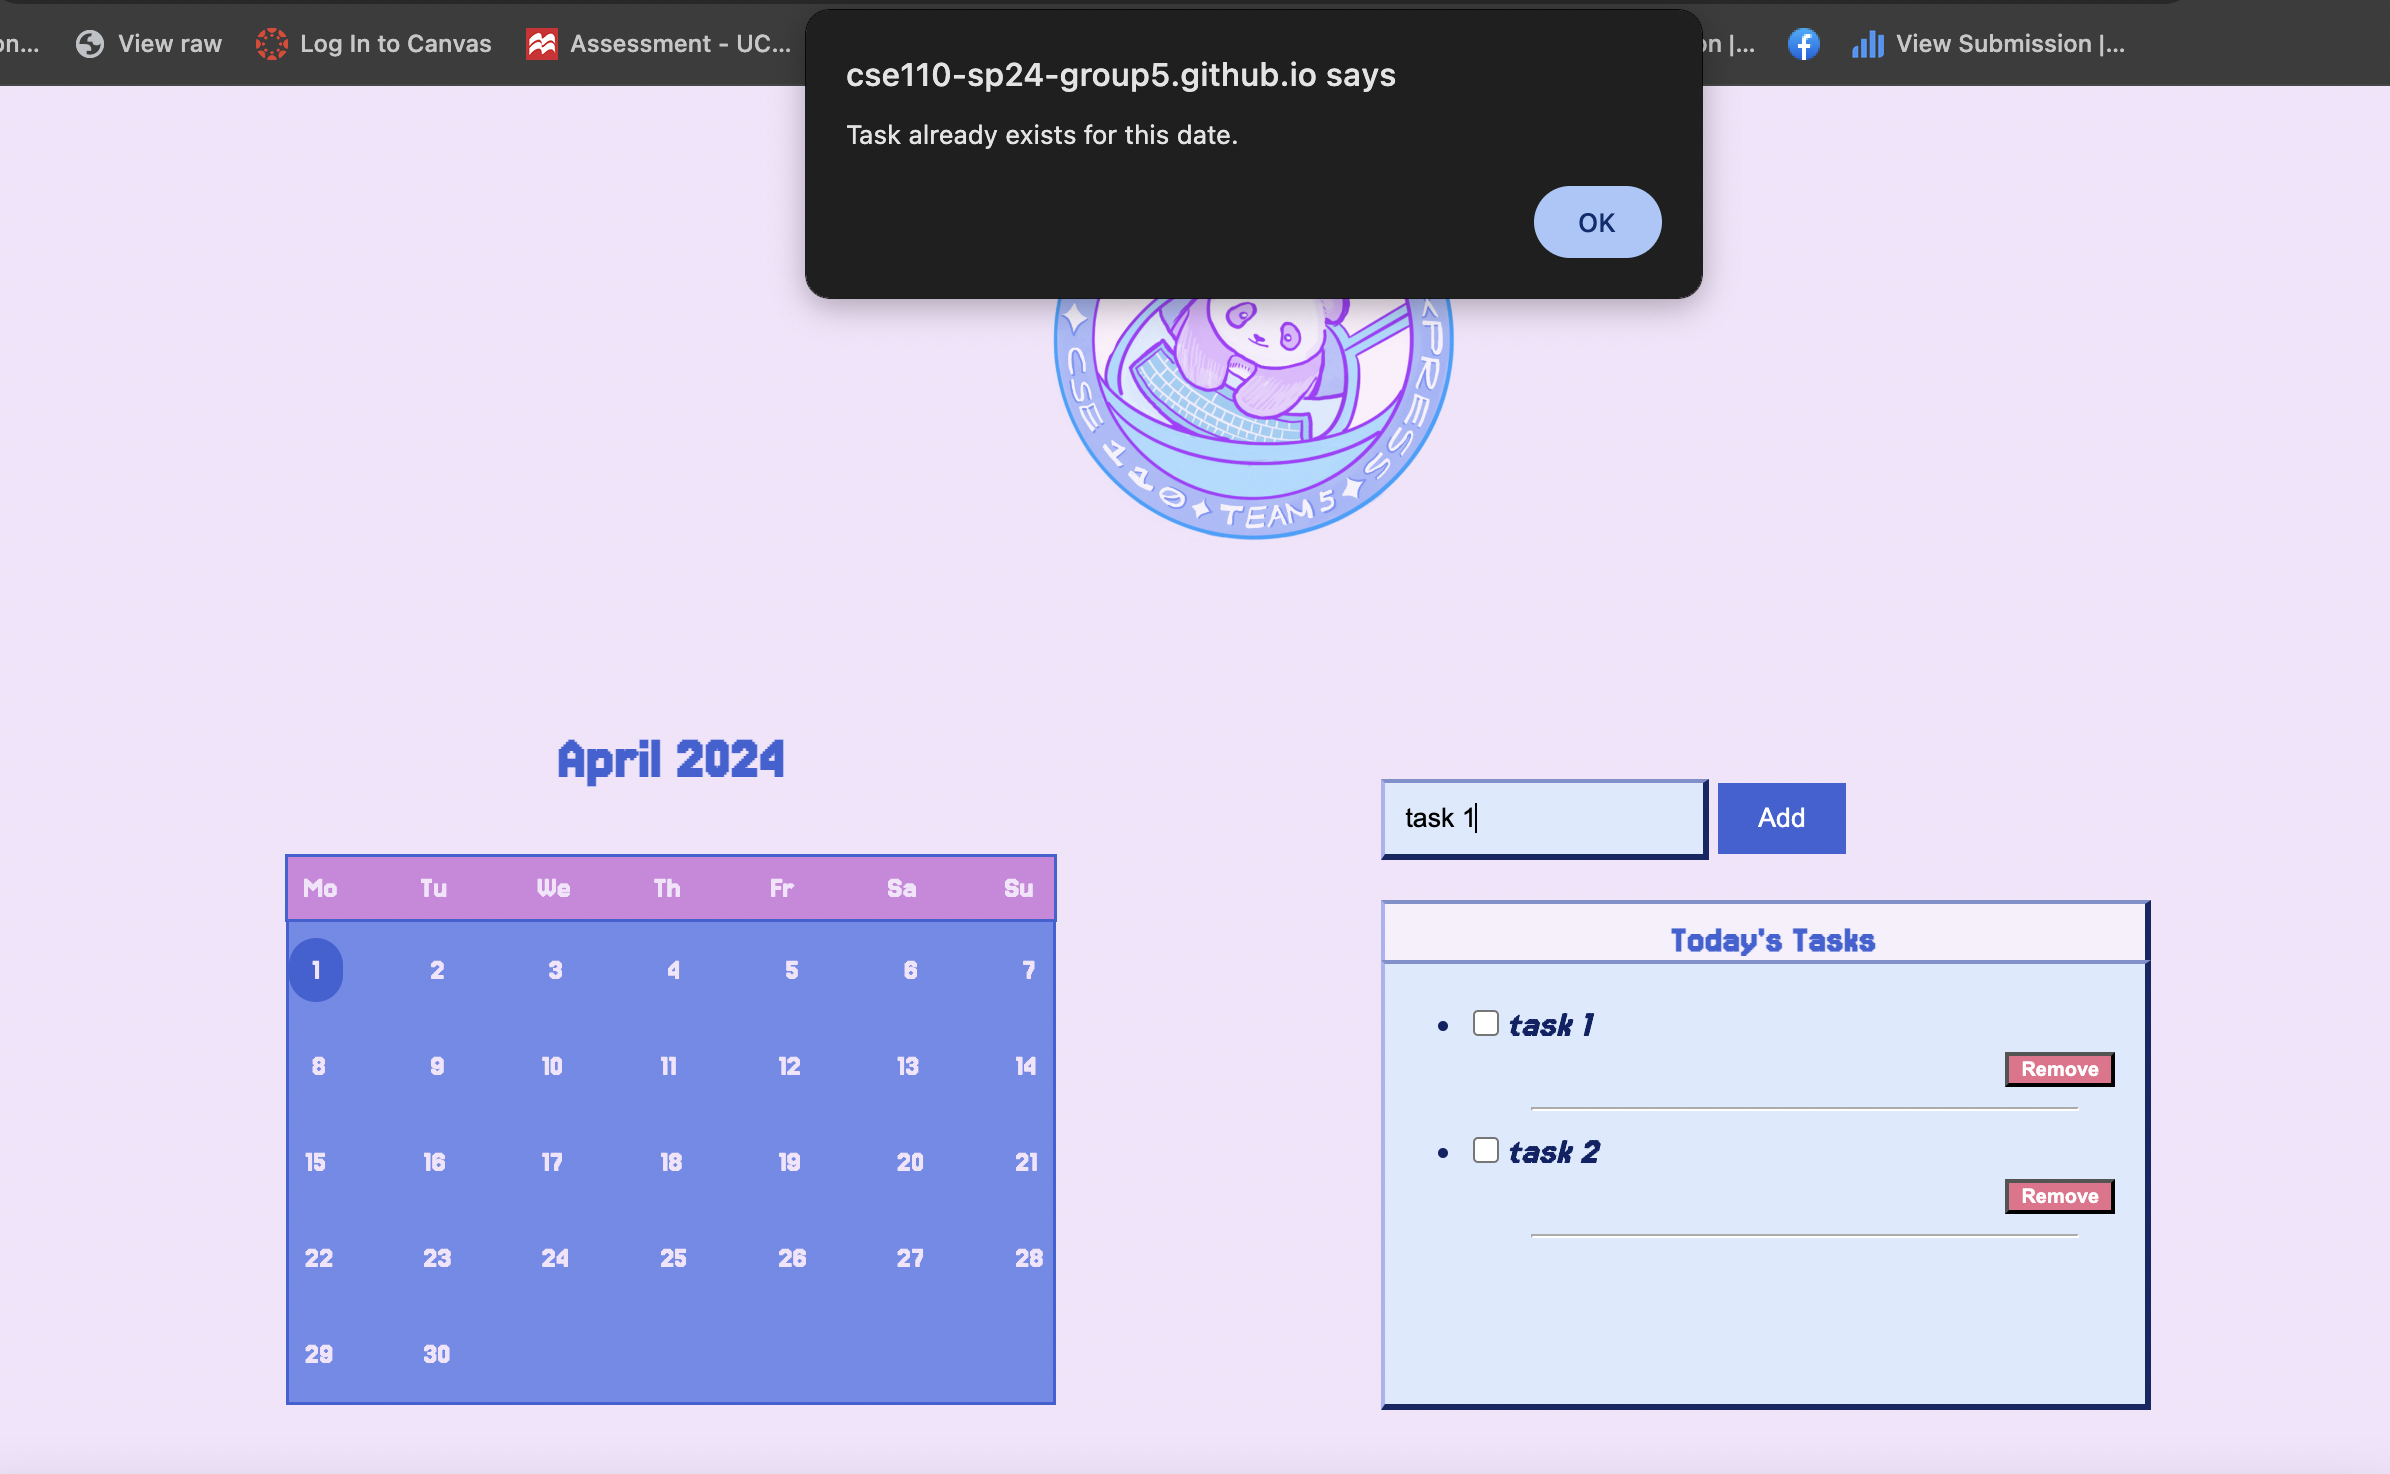 on... View raw Log In to Canvas Assessment - UC... on |... View Submission |...
cse110-sp24-group5.github.io says
Task already exists for this date.
OK
CSE 110 TEAM 5 <PRESS
April 2024
task 1 Add
Mo Tu We Th Fr Sa Su
1 2 3 4 5 6 7
8 9 10 11 12 13 14
15 16 17 18 19 20 21
22 23 24 25 26 27 28
29 30
Today's Tasks
task 1
Remove
task 2
Remove